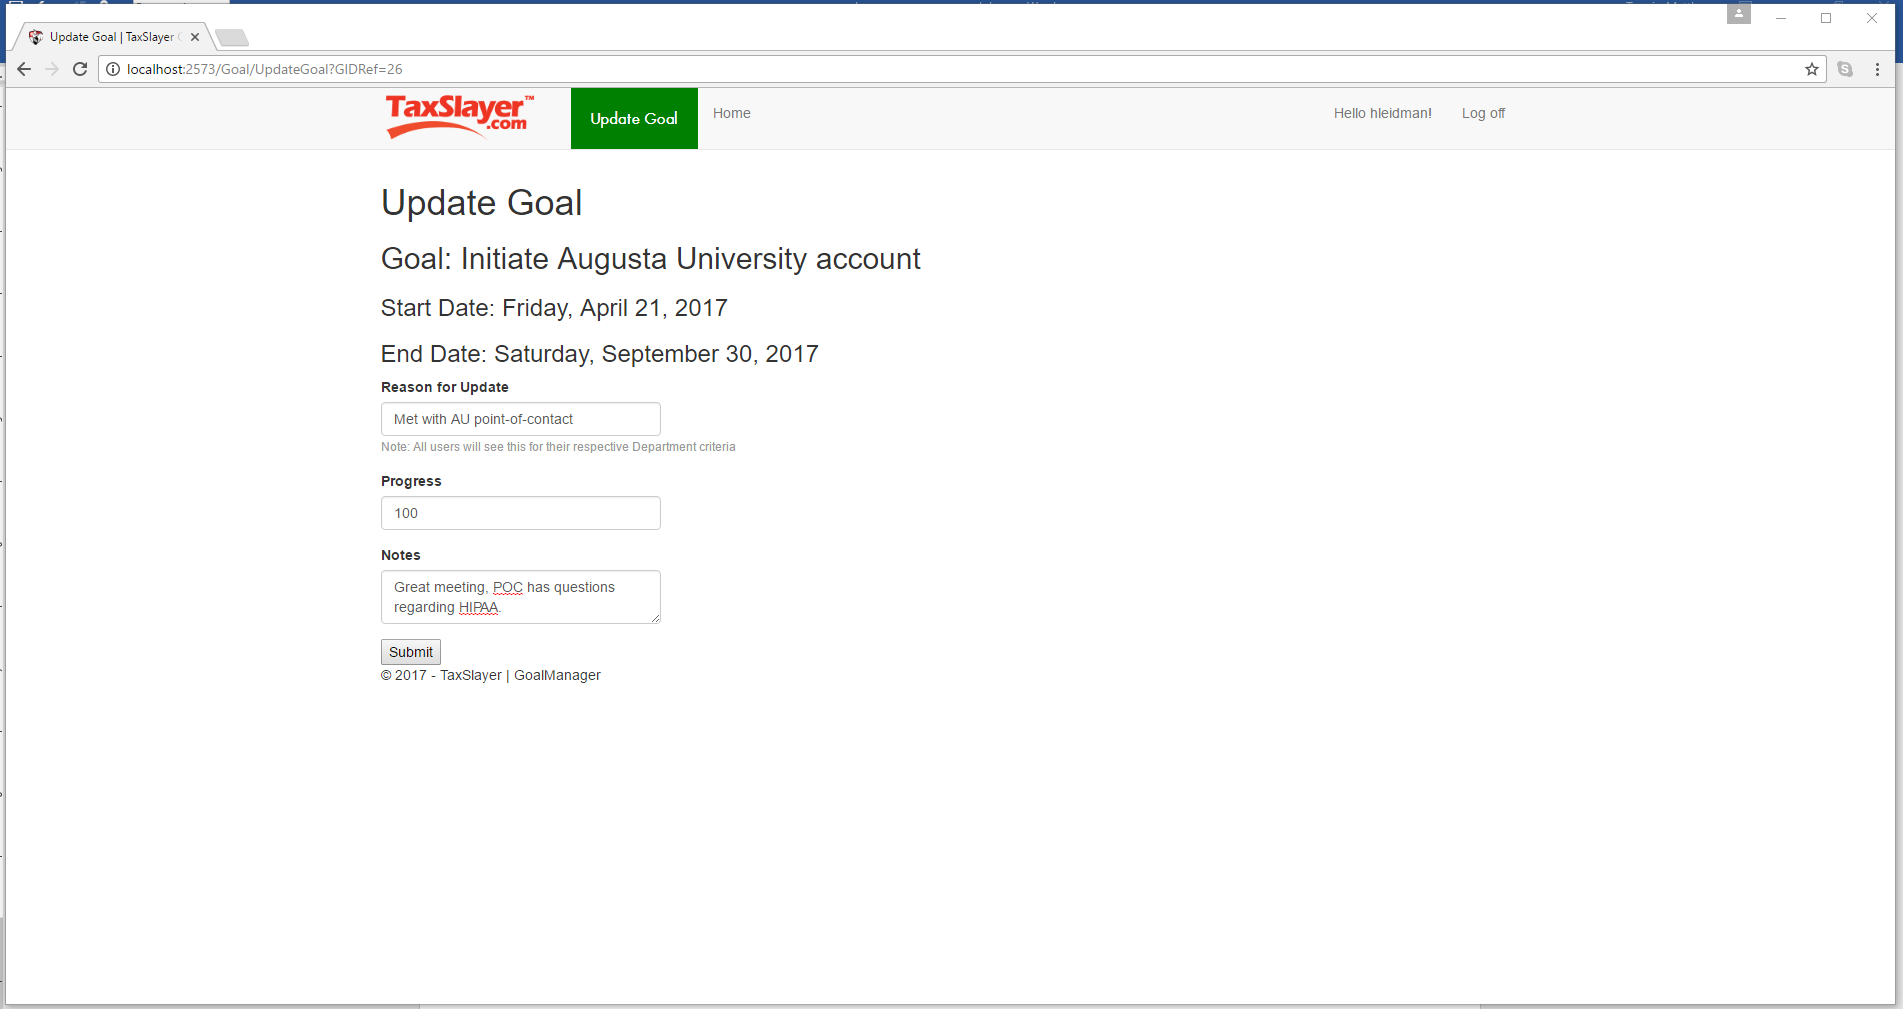 Update Goal | TaxSlayer
localhost:2573/Goal/UpdateGoal?GIDRef=26
TaxSlayer™
.com
Update Goal
Home
Hello hleidman!
Log off
Update Goal
Goal: Initiate Augusta University account
Start Date: Friday, April 21, 2017
End Date: Saturday, September 30, 2017
Reason for Update
Met with AU point-of-contact
Note: All users will see this for their respective Department criteria
Progress
100
Notes
Great meeting, POC has questions
regarding HIPAA.
Submit
© 2017 - TaxSlayer | GoalManager